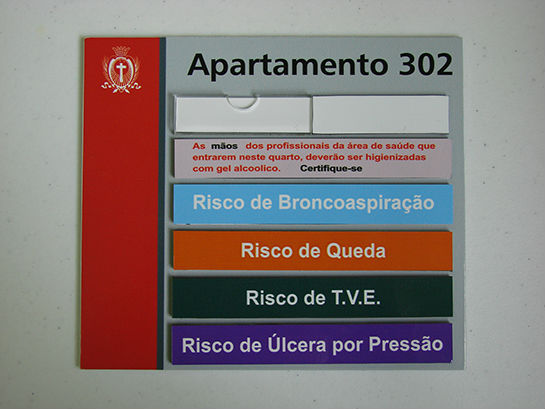 Apartamento 302
As mãos dos profissionais da área de saúde que
entrarem neste quarto, deverão ser higienizadas
com gel alcoolico. Certifique-se
Risco de Broncoaspiração
Risco de Queda
Risco de T.V.E.
Risco de Úlcera por Pressão